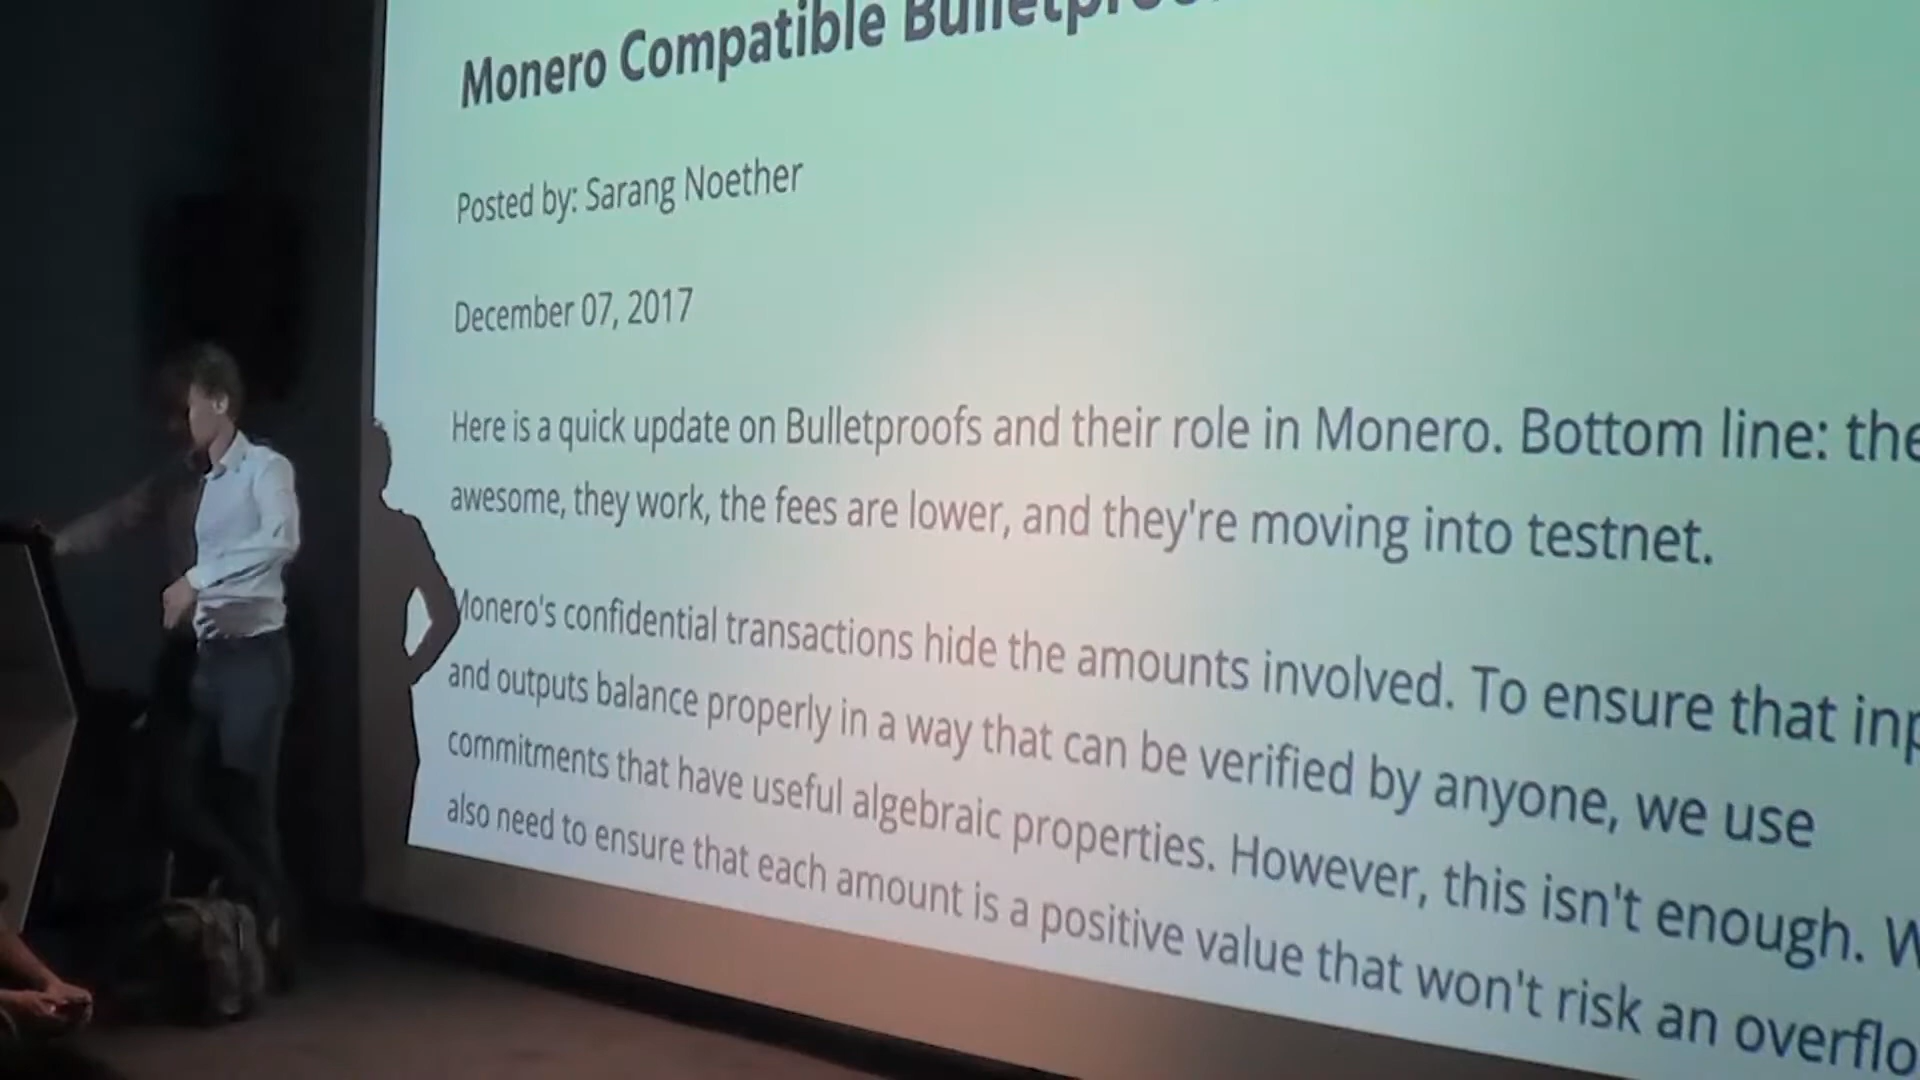 Monero Compatible
Posted by: Sarang Noether
December 07, 2017
Here is a quick update on Bulletproofs and their role in Monero. Bottom line:
awesome, they work, the fees are lower, and they're moving into testnet.
Monero's confidential transactions hide the amounts involved. To ensure that
and outputs balance properly in a way that can be verified by anyone, we use
commitments that have useful algebraic properties. However, this isn't enough.
also need to ensure that each amount is a positive value that won't risk an